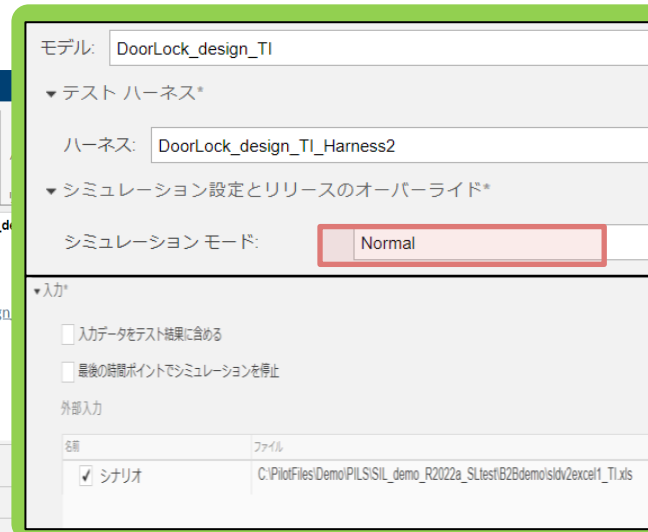 モデル: DoorLock_design_TI
▼テスト ハーネス*
ハーネス: DoorLock_design_TI_Harness2
▼シミュレーション設定とリリースのオーバーライド*
シミュレーション モード: Normal
▼入力*
入力データをテスト結果に含める
最後の時間ポイントでシミュレーションを停止
外部入力
名前 ファイル
✓ シナリオ C:\PilotFiles\Demo\PILS\SIL_demo_R2022a_SLtest\B2Bdemo\sldv2excel1_TI.xls